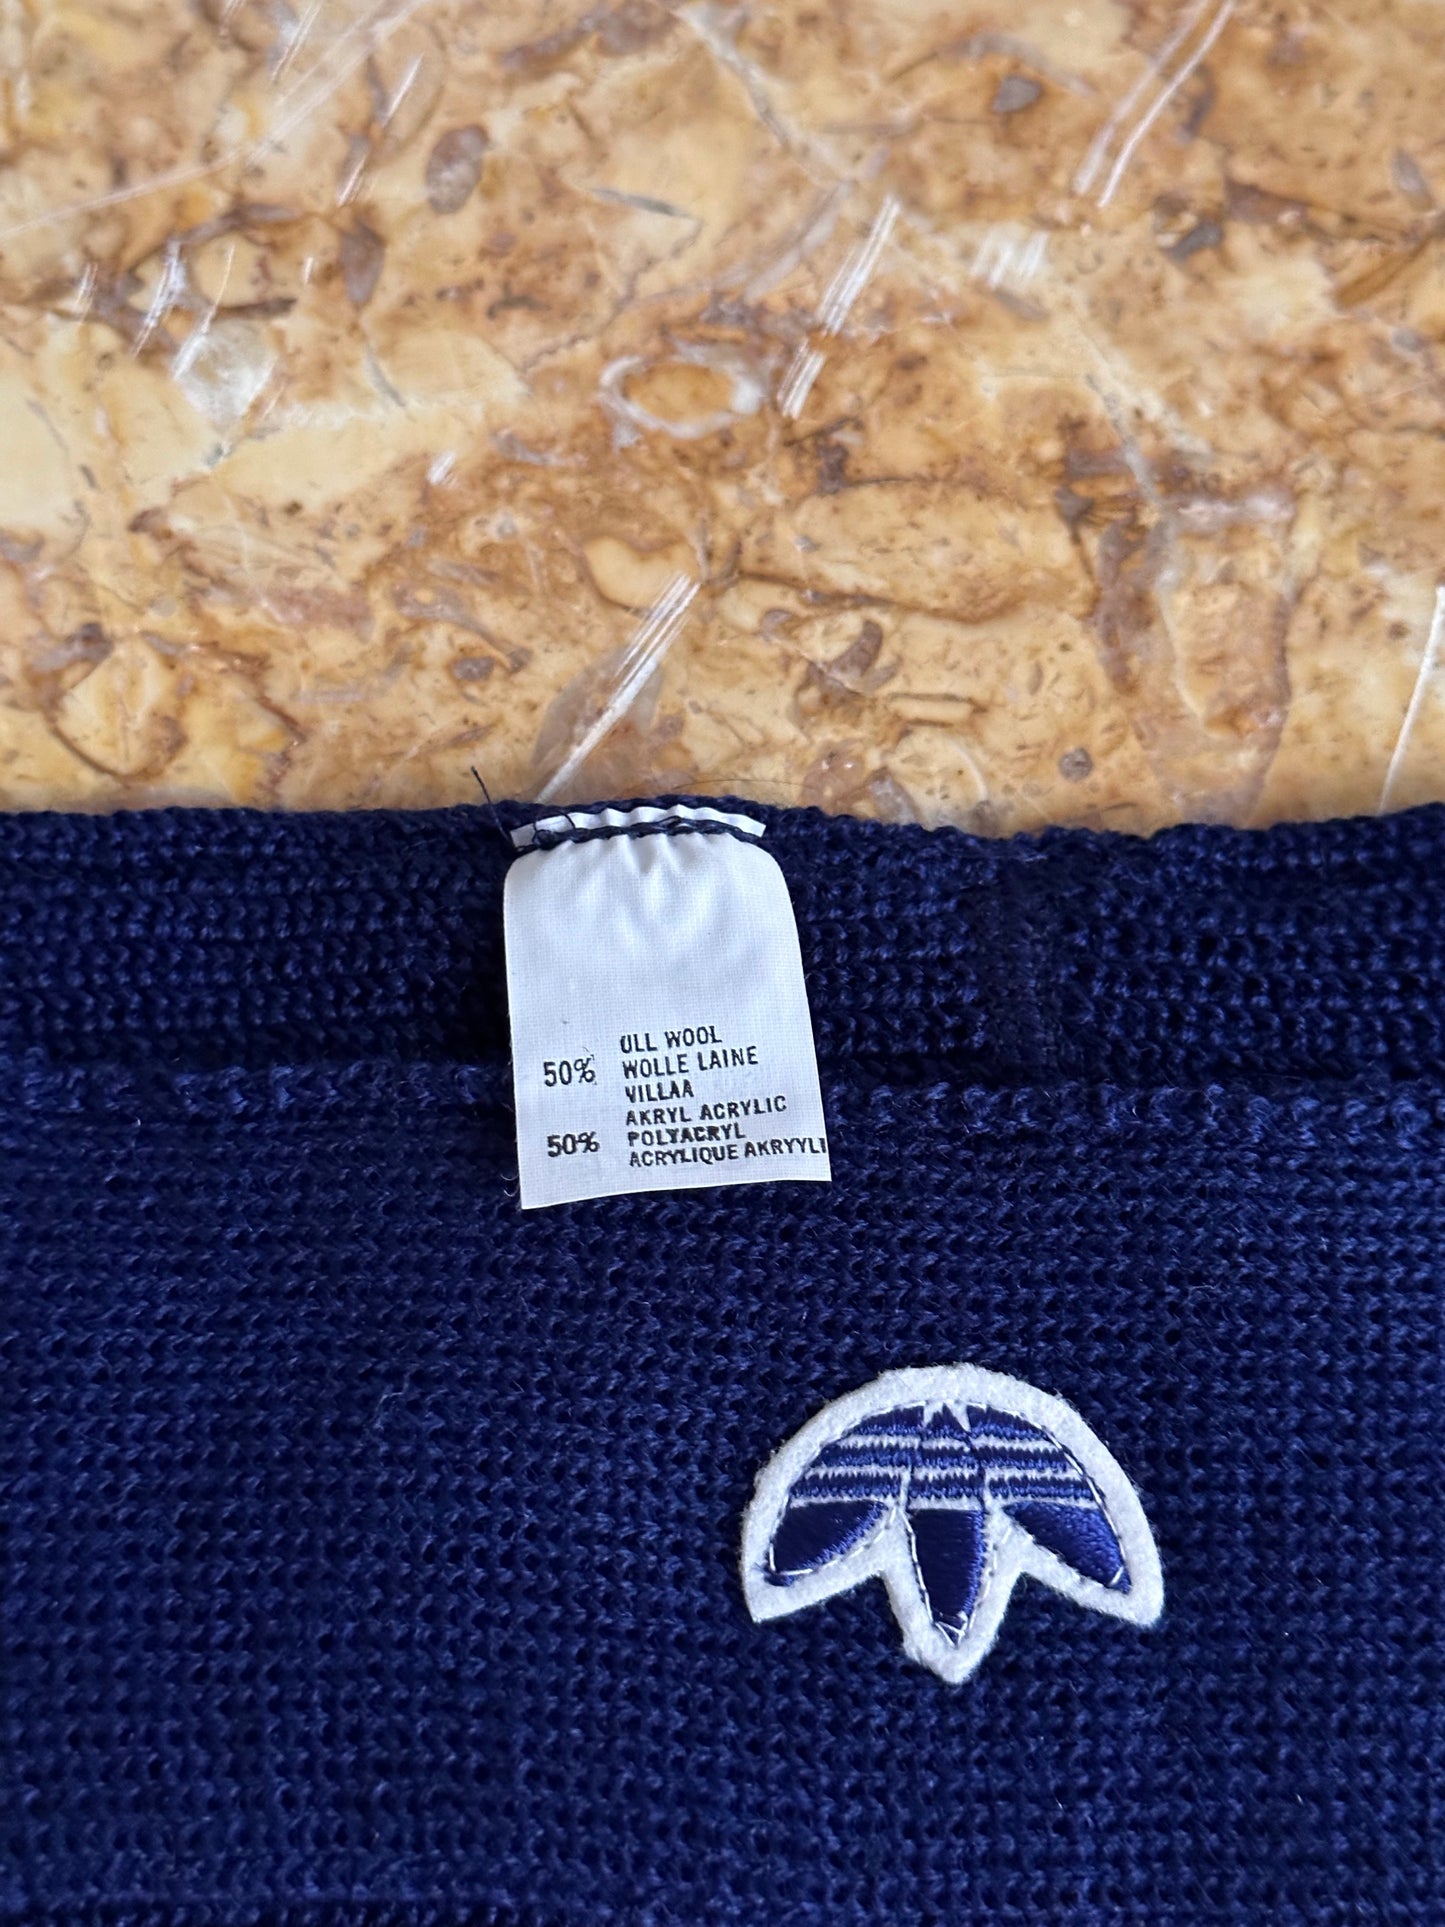 ULL WOOL
50% WOLLE LAINE
VILLAA
AKRYL ACRYLIC
50% POLYACRYL
ACRYLIQUE AKRYYLI